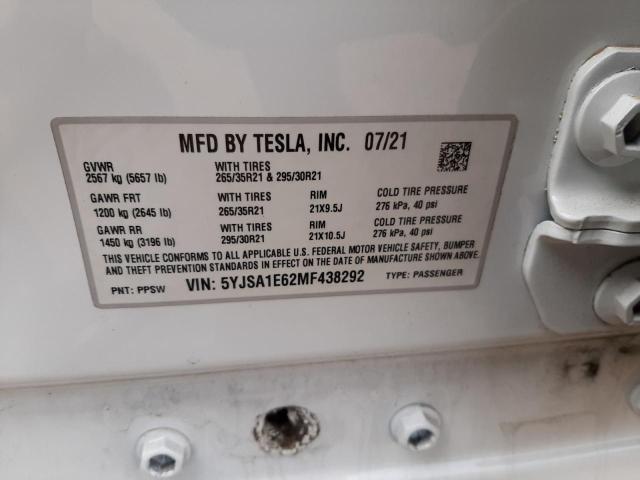 MFD BY TESLA, INC. 07/21
GVWR WITH TIRES
2567 kg (5657 lb) 265/35R21 & 295/30R21
GAWR FRT WITH TIRES RIM COLD TIRE PRESSURE
1200 kg (2645 lb) 265/35R21 21X9.5J 276 kPa, 40 psi
GAWR RR WITH TIRES RIM COLD TIRE PRESSURE
1450 kg (3196 lb) 295/30R21 21X10.5J 276 kPa, 40 psi
THIS VEHICLE CONFORMS TO ALL APPLICABLE U.S. FEDERAL MOTOR VEHICLE SAFETY, BUMPER
AND THEFT PREVENTION STANDARDS IN EFFECT ON THE DATE OF MANUFACTURE SHOWN ABOVE.
PNT: PPSW VIN: 5YJSA1E62MF438292 TYPE: PASSENGER